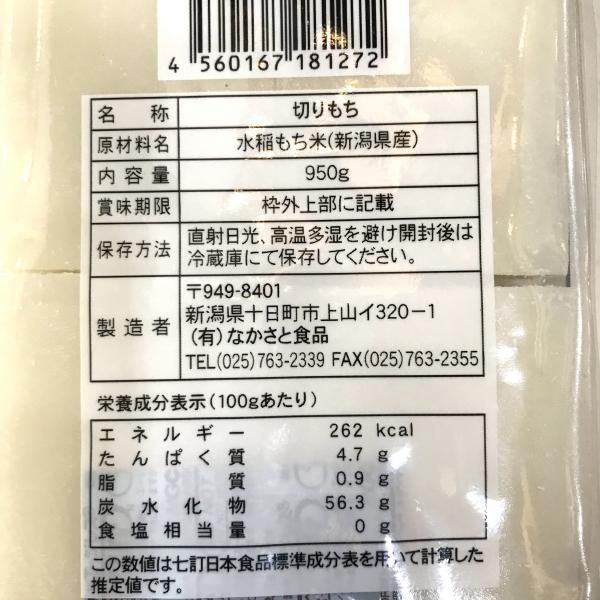 4 560167 181272
名称 切りもち
原材料名 水稲もち米(新潟県産)
内容量 950g
賞味期限 枠外上部に記載
保存方法 直射日光、高温多湿を避け開封後は
冷蔵庫にて保存してください。
製造者 〒949-8401
新潟県十日町市上山イ320-1
(有)なかさと食品
TEL(025)763-2339 FAX(025)763-2355
栄養成分表示(100gあたり)
エネルギー 262 kcal
たんぱく質 4.7 g
脂質 0.9 g
炭水化物 56.3 g
食塩相当量 0 g
この数値は七訂日本食品標準成分表を用いて計算した
推定値です。